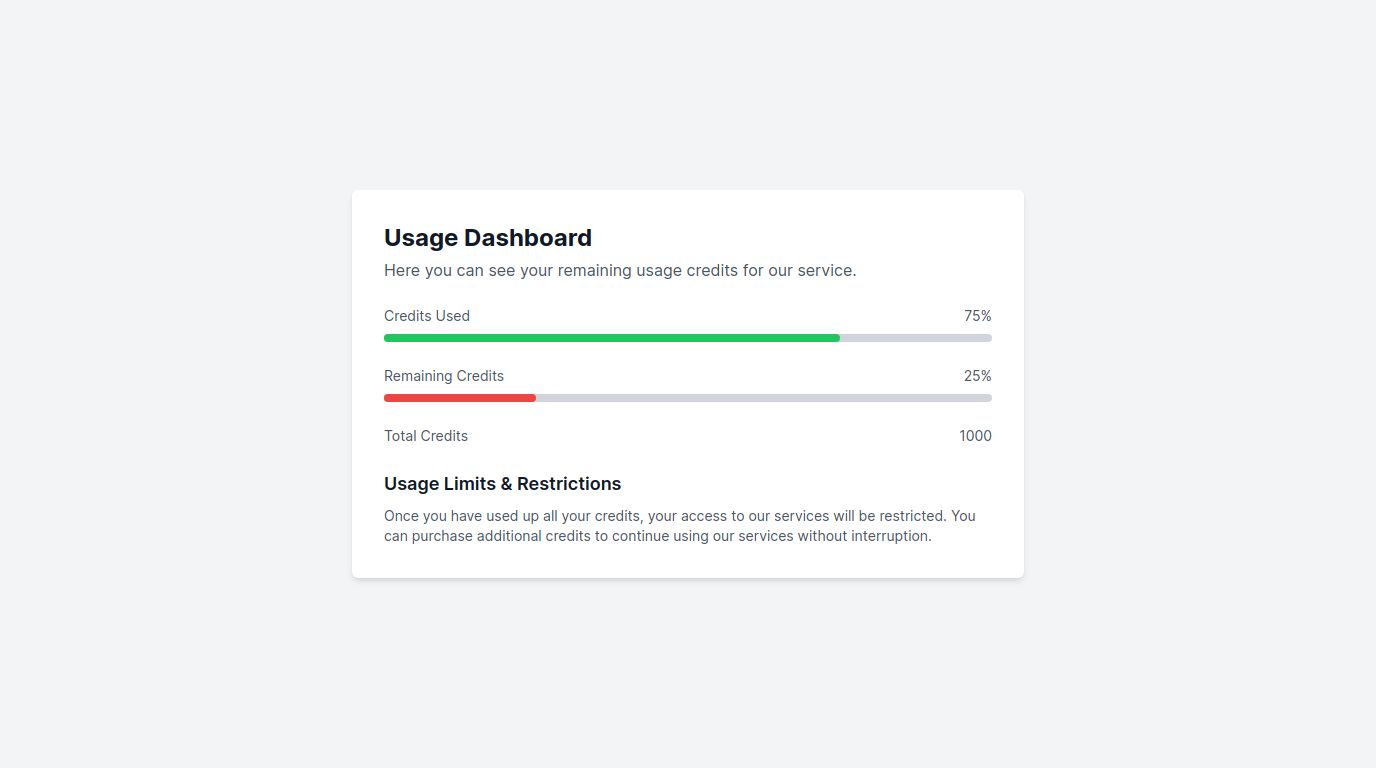 Usage Dashboard
Here you can see your remaining usage credits for our service.
Credits Used 75%
Remaining Credits 25%
Total Credits 1000
Usage Limits & Restrictions
Once you have used up all your credits, your access to our services will be restricted. You
can purchase additional credits to continue using our services without interruption.